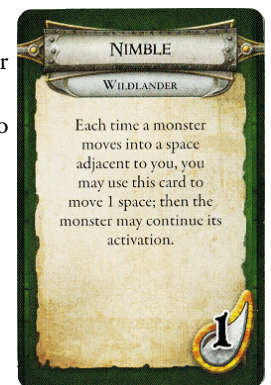 r
o
NIMBLE
WILDLANDER
Each time a monster
moves into a space
adjacent to you, you
may use this card to
move 1 space; then the
monster may continue its
activation.
1